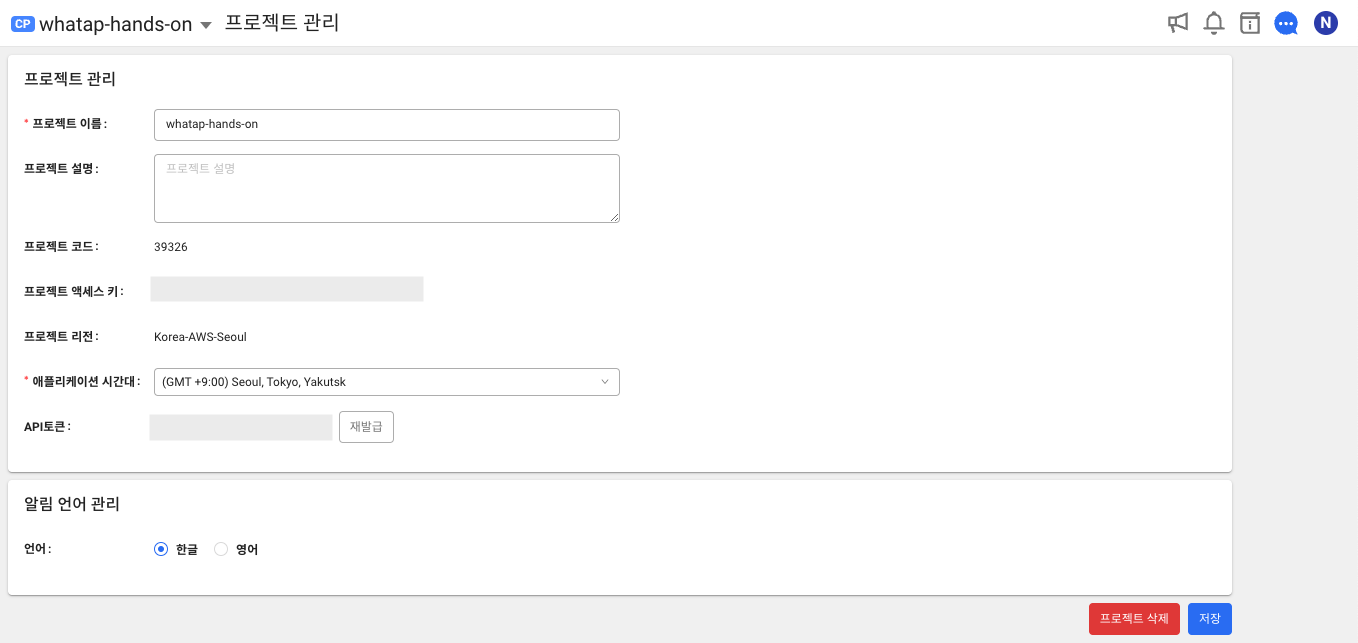 CP whatap-hands-on 프로젝트 관리 N
프로젝트 관리
* 프로젝트 이름 : whatap-hands-on
프로젝트 설명 : 프로젝트 설명
프로젝트 코드 : 39326
프로젝트 액세스 키 :
프로젝트 리전 : Korea-AWS-Seoul
* 애플리케이션 시간대 : (GMT +9:00) Seoul, Tokyo, Yakutsk
API토큰 : 재발급
알림 언어 관리
언어 : 한글 영어
프로젝트 삭제 저장